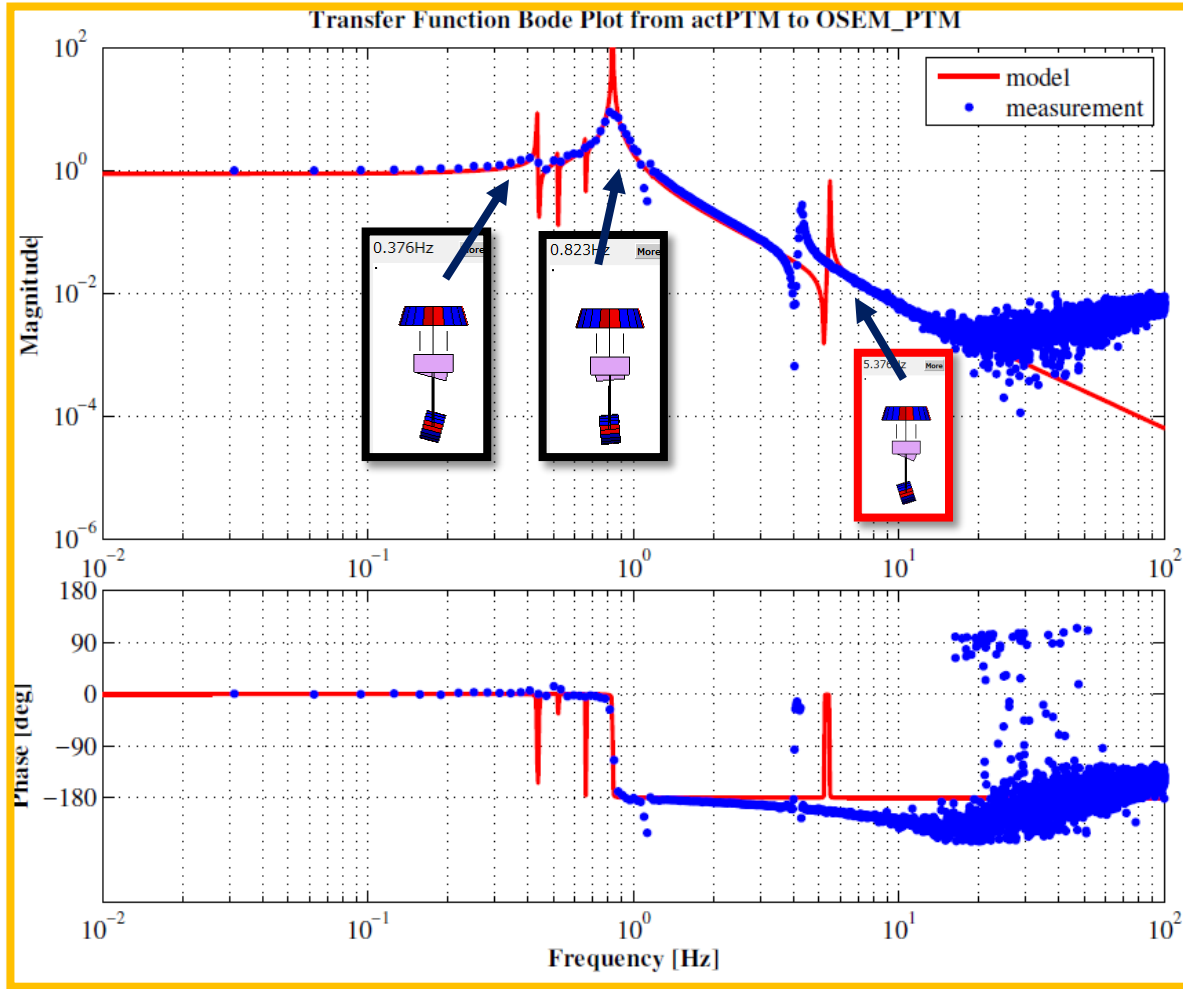 Transfer Function Bode Plot from actPTM to OSEM_PTM
10^2
10^0
10^-2
10^-4
10^-6
Magnitude|
model
measurement
0.376Hz More
0.823Hz More
5.376Hz More
10^-2 10^-1 10^0 10^1 10^2
180
90
0
−90
−180
Phase [deg]
10^-2 10^-1 10^0 10^1 10^2
Frequency [Hz]